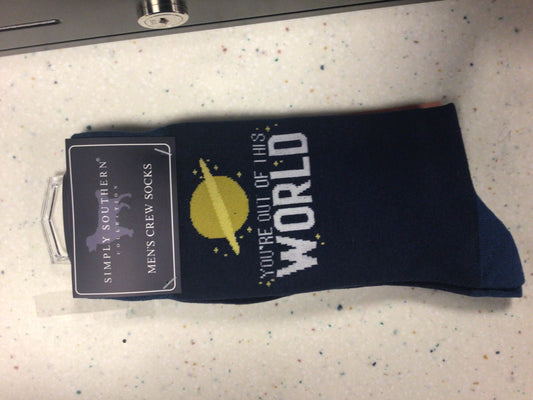 SIMPLY SOUTHERN®
COLLECTION
MEN'S CREW SOCKS
YOU'RE OUT OF THIS
WORLD